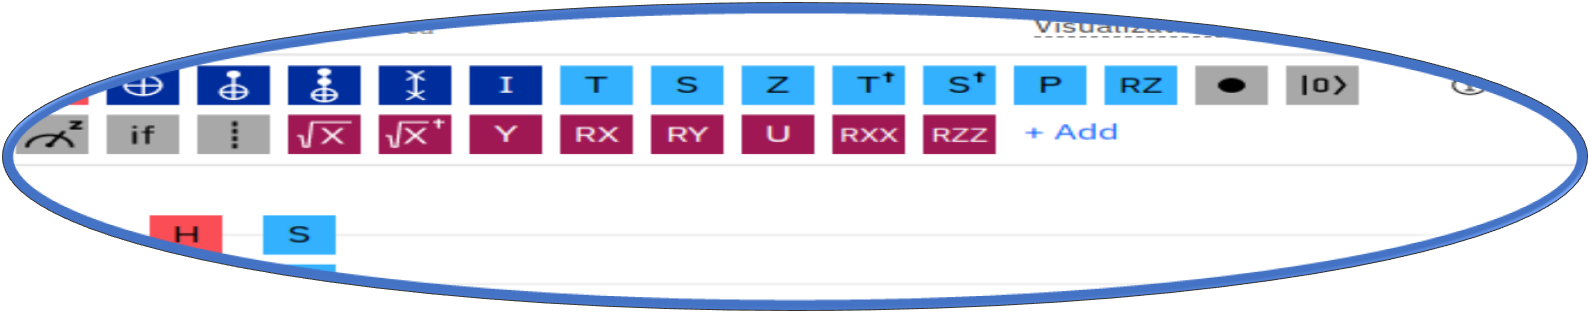 I T S Z T† S† P RZ |0⟩
z if √X √X† Y RX RY U RXX RZZ + Add
H S